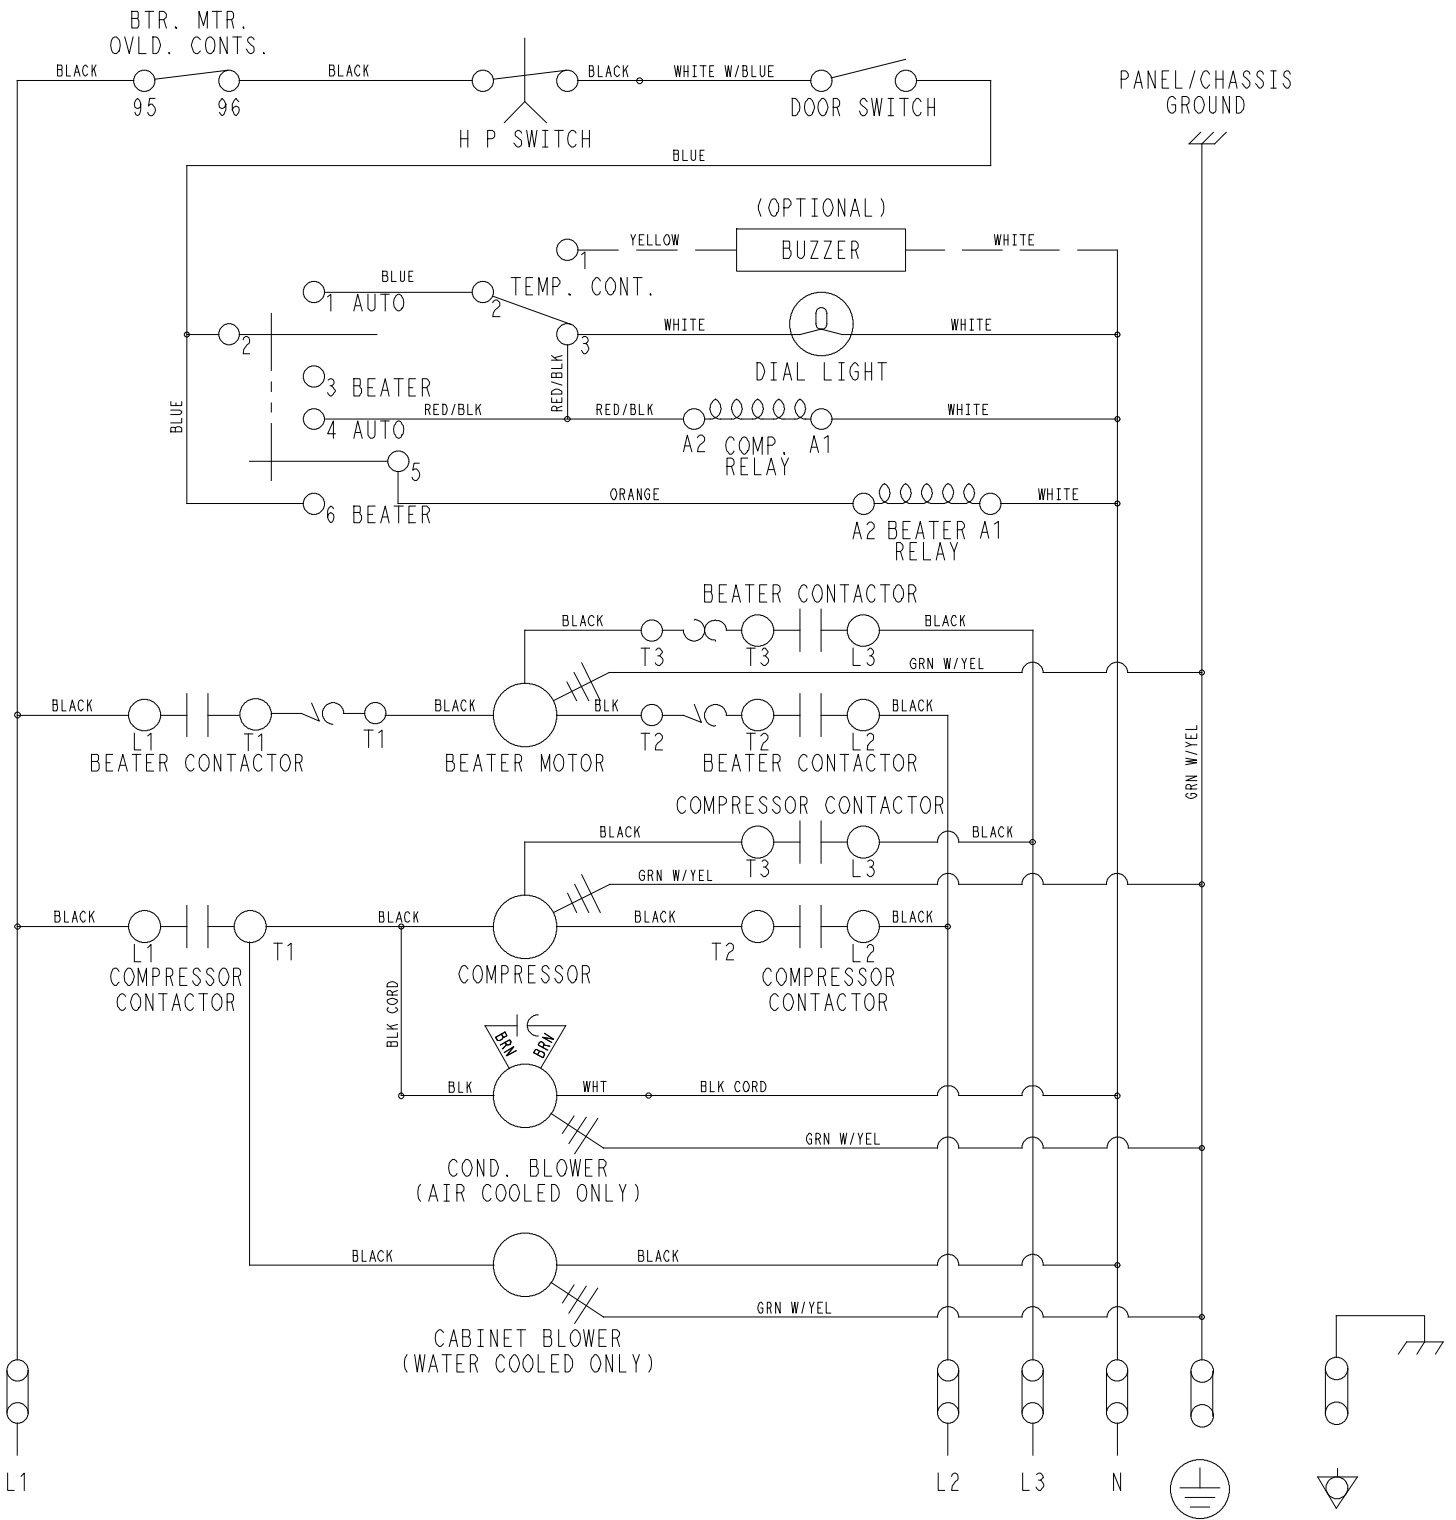 BTR. MTR.
OVLD. CONTS.
BLACK
BLACK
BLACK
WHITE W/BLUE
95
96
H P SWITCH
DOOR SWITCH
PANEL/CHASSIS
GROUND
BLUE
(OPTIONAL)
YELLOW
BUZZER
WHITE
1
TEMP. CONT.
BLUE
1 AUTO
2
2
3
WHITE
WHITE
DIAL LIGHT
3 BEATER
RED/BLK
BLUE
RED/BLK
RED/BLK
WHITE
4 AUTO
A2
COMP.
RELAY
A1
5
ORANGE
WHITE
6 BEATER
A2
BEATER
RELAY
A1
BEATER CONTACTOR
BLACK
BLACK
T3
T3
L3
GRN W/YEL
BLACK
BLACK
BLK
BLACK
L1
T1
T1
T2
T2
L2
BEATER CONTACTOR
BEATER MOTOR
BEATER CONTACTOR
GRN W/YEL
COMPRESSOR CONTACTOR
BLACK
BLACK
T3
L3
GRN W/YEL
BLACK
BLACK
BLACK
BLACK
L1
T1
T2
L2
COMPRESSOR
CONTACTOR
COMPRESSOR
COMPRESSOR
CONTACTOR
BLK CORD
BRN
BRN
BLK
WHT
BLK CORD
GRN W/YEL
COND. BLOWER
(AIR COOLED ONLY)
BLACK
BLACK
GRN W/YEL
CABINET BLOWER
(WATER COOLED ONLY)
L1
L2
L3
N